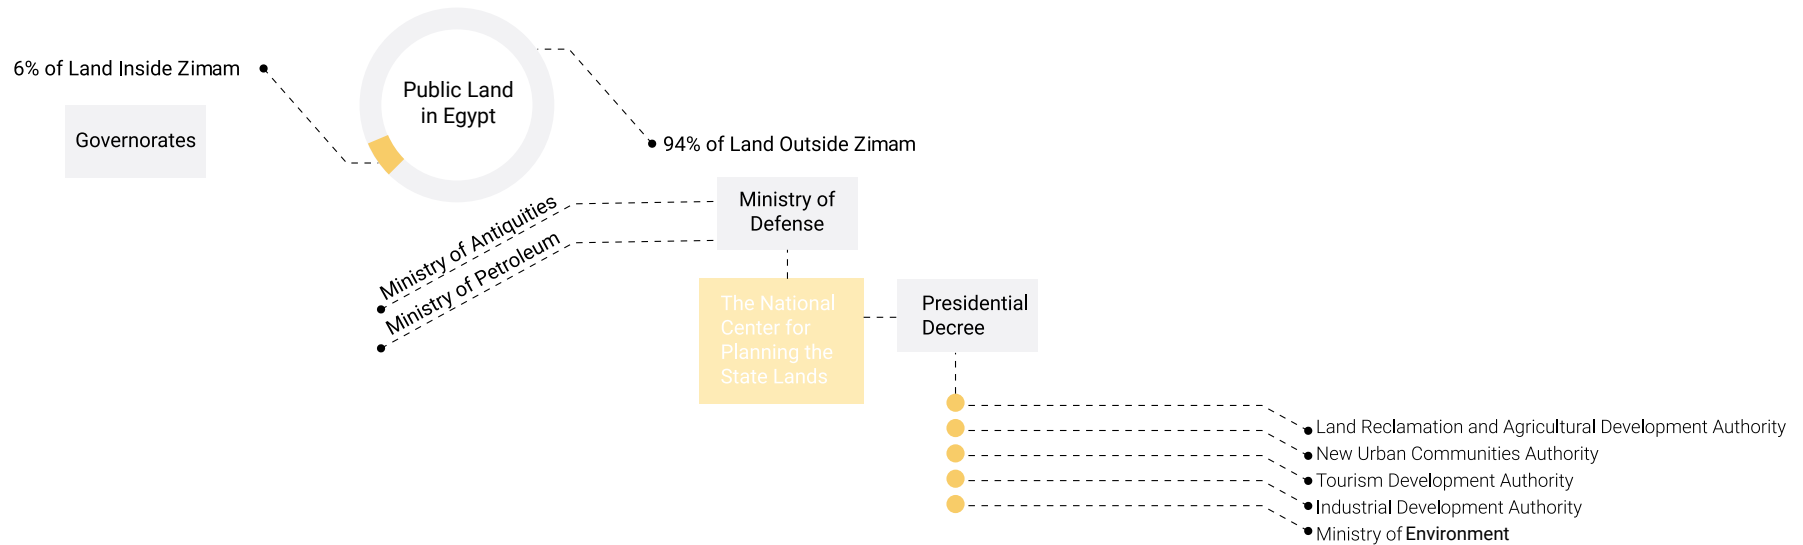 6% of Land Inside Zimam
Governorates
Public Land
in Egypt
94% of Land Outside Zimam
Ministry of Antiquities
Ministry of Petroleum
Ministry of
Defense
The National
Center for
Planning the
State Lands
Presidential
Decree
Land Reclamation and Agricultural Development Authority
New Urban Communities Authority
Tourism Development Authority
Industrial Development Authority
Ministry of Environment